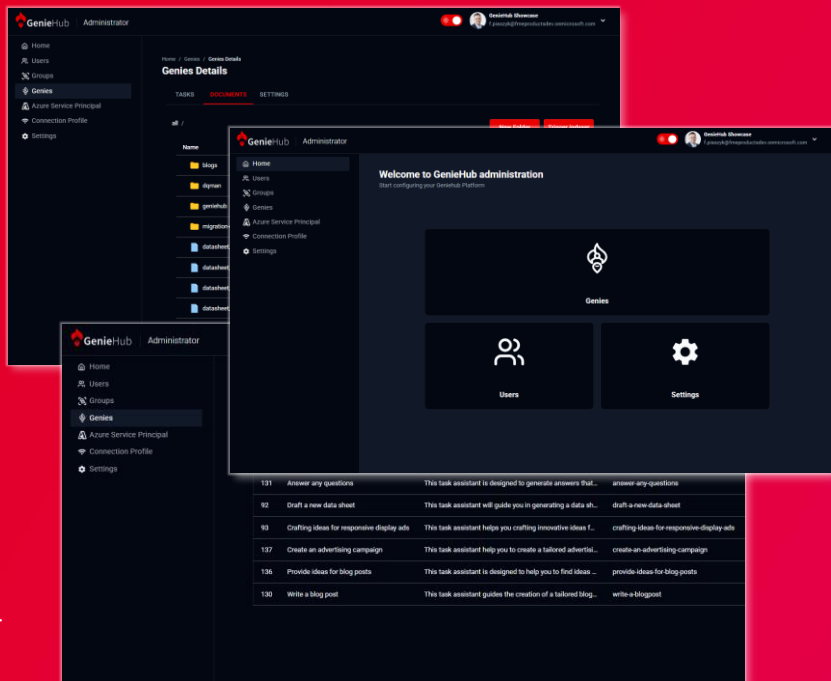 GenieHub Administrator
GenieHub Showcase
Home
Users
Groups
Genies
Azure Service Principal
Connection Profile
Settings
Home / Genies / Genies Details
Genies Details
TASKS DOCUMENTS SETTINGS
all /
New Folder Trigger Indexer
Name
blogs
dqman
geniehub
migration-
datasheet
datasheet
datasheet
datasheet
GenieHub Administrator
GenieHub Showcase
Home
Users
Groups
Genies
Azure Service Principal
Connection Profile
Settings
Welcome to GenieHub administration
Start configuring your Geniehub Platform
Genies
Users
Settings
GenieHub Administrator
Home
Users
Groups
Genies
Azure Service Principal
Connection Profile
Settings
131 Answer any questions This task assistant is designed to generate answers that... answer-any-questions
92 Draft a new data sheet This task assistant will guide you in generating a data sh... draft-a-new-data-sheet
93 Crafting ideas for responsive display ads This task assistant helps you crafting innovative ideas f... crafting-ideas-for-responsive-display-ads
137 Create an advertising campaign This task assistant help you to create a tailored advertisi... create-an-advertising-campaign
136 Provide ideas for blog posts This task assistant is designed to help you to find ideas ... provide-ideas-for-blog-posts
130 Write a blog post This task assistant guides the creation of a tailored blog... write-a-blogpost